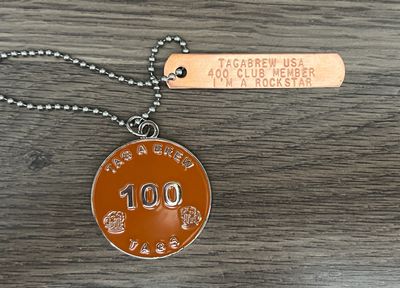 TAGABREW USA
400 CLUB MEMBER
I'M A ROCKSTAR
TAG A BREW
100
TAGS